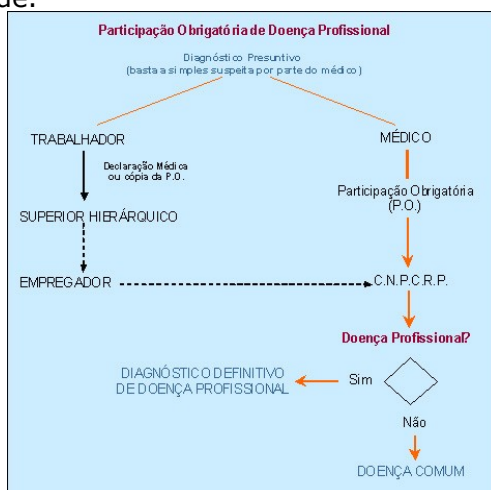 de:
Participação Obrigatória de Doença Profissional
Diagnóstico Presuntivo
(basta a simples suspeita por parte do médico)
TRABALHADOR
MÉDICO
Declaração Médica
ou cópia da P.O.
Participação Obrigatória
(P.O.)
SUPERIOR HIERÁRQUICO
EMPREGADOR
C.N.P.C.R.P.
Doença Profissional?
DIAGNÓSTICO DEFINITIVO
DE DOENÇA PROFISSIONAL
Sim
Não
DOENÇA COMUM